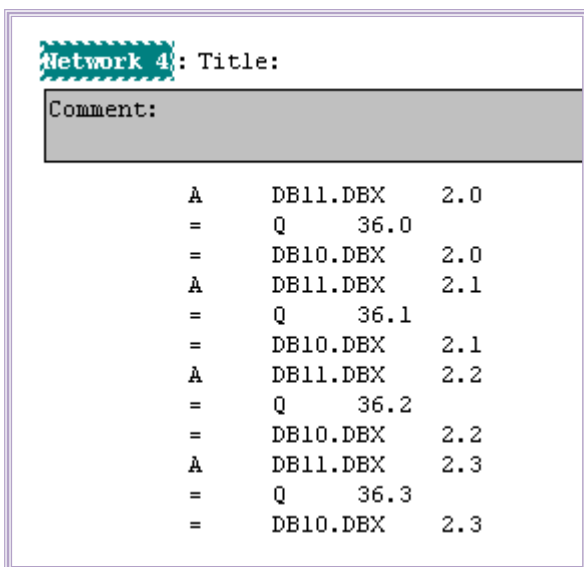 Network 4: Title:
Comment:
A DB11.DBX 2.0
= Q 36.0
= DB10.DBX 2.0
A DB11.DBX 2.1
= Q 36.1
= DB10.DBX 2.1
A DB11.DBX 2.2
= Q 36.2
= DB10.DBX 2.2
A DB11.DBX 2.3
= Q 36.3
= DB10.DBX 2.3